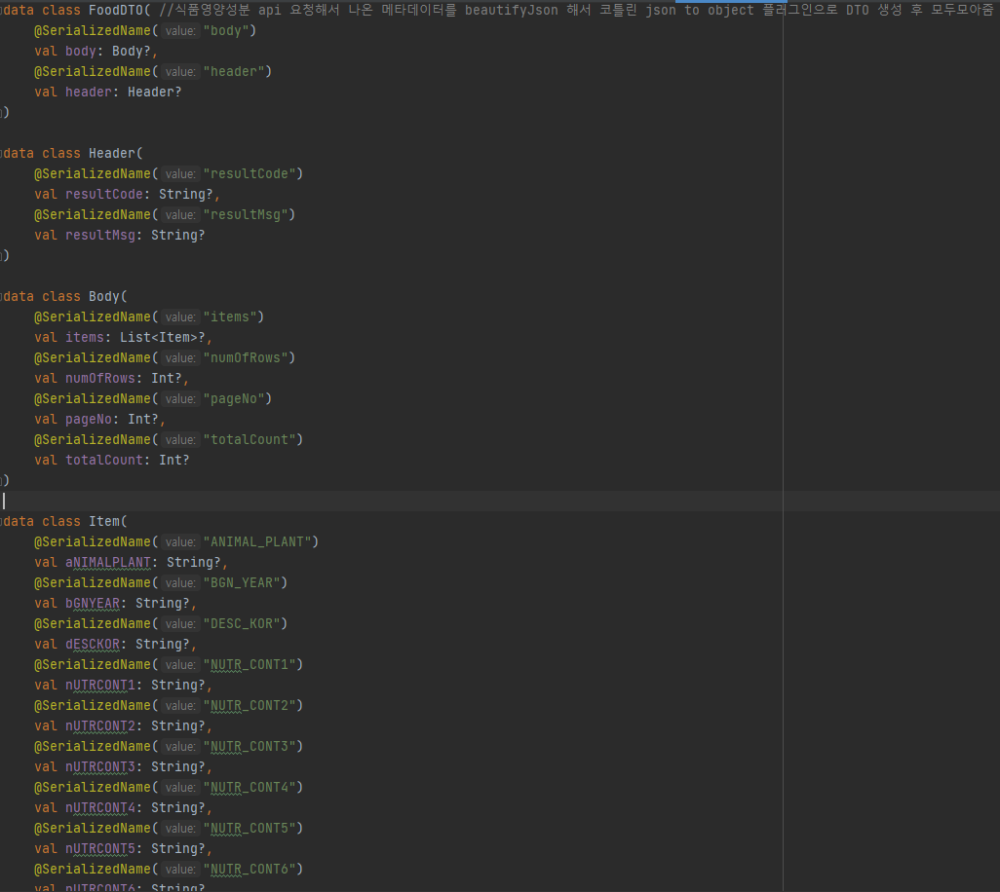 data class FoodDTO( //식품영양성분 api 요청해서 나온 메타데이터를 beautifyJson 해서 코틀린 json to object 플러그인으로 DTO 생성 후 모두모아줌
@SerializedName( value: "body")
val body: Body?,
@SerializedName( value: "header")
val header: Header?
)
data class Header(
@SerializedName( value: "resultCode")
val resultCode: String?,
@SerializedName( value: "resultMsg")
val resultMsg: String?
)
data class Body(
@SerializedName( value: "items")
val items: List<Item>?,
@SerializedName( value: "numOfRows")
val numOfRows: Int?,
@SerializedName( value: "pageNo")
val pageNo: Int?,
@SerializedName( value: "totalCount")
val totalCount: Int?
)
data class Item(
@SerializedName( value: "ANIMAL_PLANT")
val aNIMALPLANT: String?,
@SerializedName( value: "BGN_YEAR")
val bGNYEAR: String?,
@SerializedName( value: "DESC_KOR")
val dESCKOR: String?,
@SerializedName( value: "NUTR_CONT1")
val nUTRCONT1: String?,
@SerializedName( value: "NUTR_CONT2")
val nUTRCONT2: String?,
@SerializedName( value: "NUTR_CONT3")
val nUTRCONT3: String?,
@SerializedName( value: "NUTR_CONT4")
val nUTRCONT4: String?,
@SerializedName( value: "NUTR_CONT5")
val nUTRCONT5: String?,
@SerializedName( value: "NUTR_CONT6")
val nUTRCONT6: String?